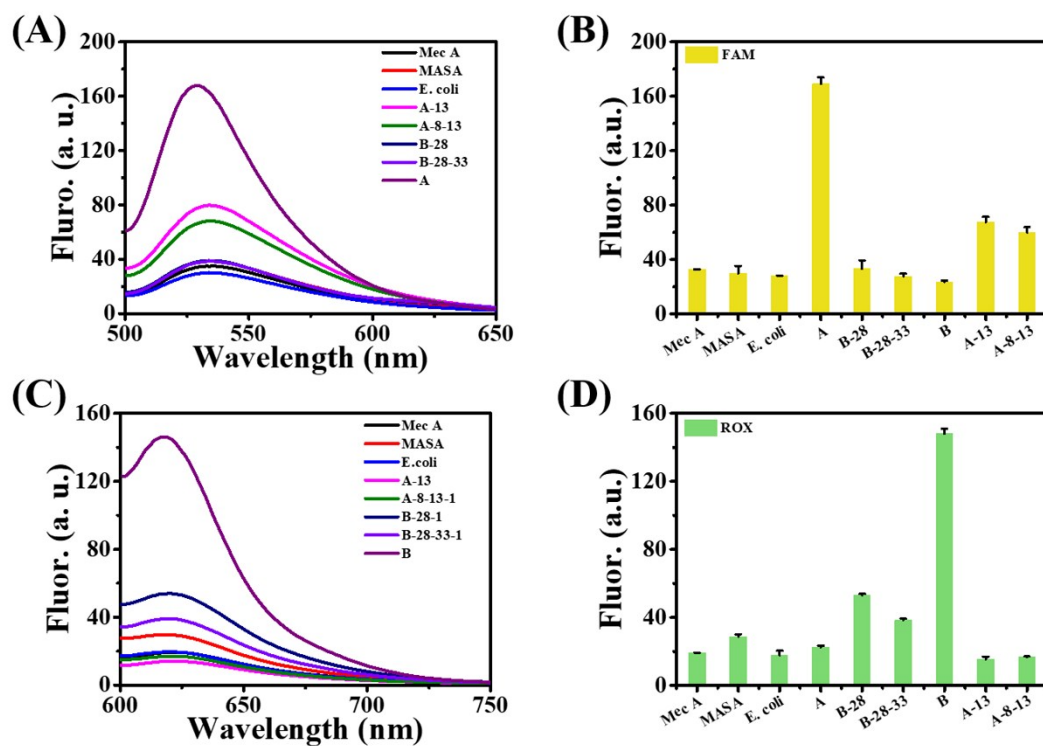 (A)
200
160
120
80
40
0
Fluro. (a. u.)
500
550
600
650
Wavelength (nm)
Mec A
MASA
E. coli
A-13
A-8-13
B-28
B-28-33
A
(B)
200
160
120
80
40
0
Fluor. (a.u.)
FAM
Mec A
MASA
E. coli
A
B-28
B-28-33
B
A-13
A-8-13
(C)
160
120
80
40
0
Fluor. (a. u.)
600
650
700
750
Wavelength (nm)
Mec A
MASA
E.coli
A-13
A-8-13-1
B-28-1
B-28-33-1
B
(D)
160
120
80
40
0
Fluor. (a.u.)
ROX
Mec A
MASA
E. coli
A
B-28
B-28-33
B
A-13
A-8-13